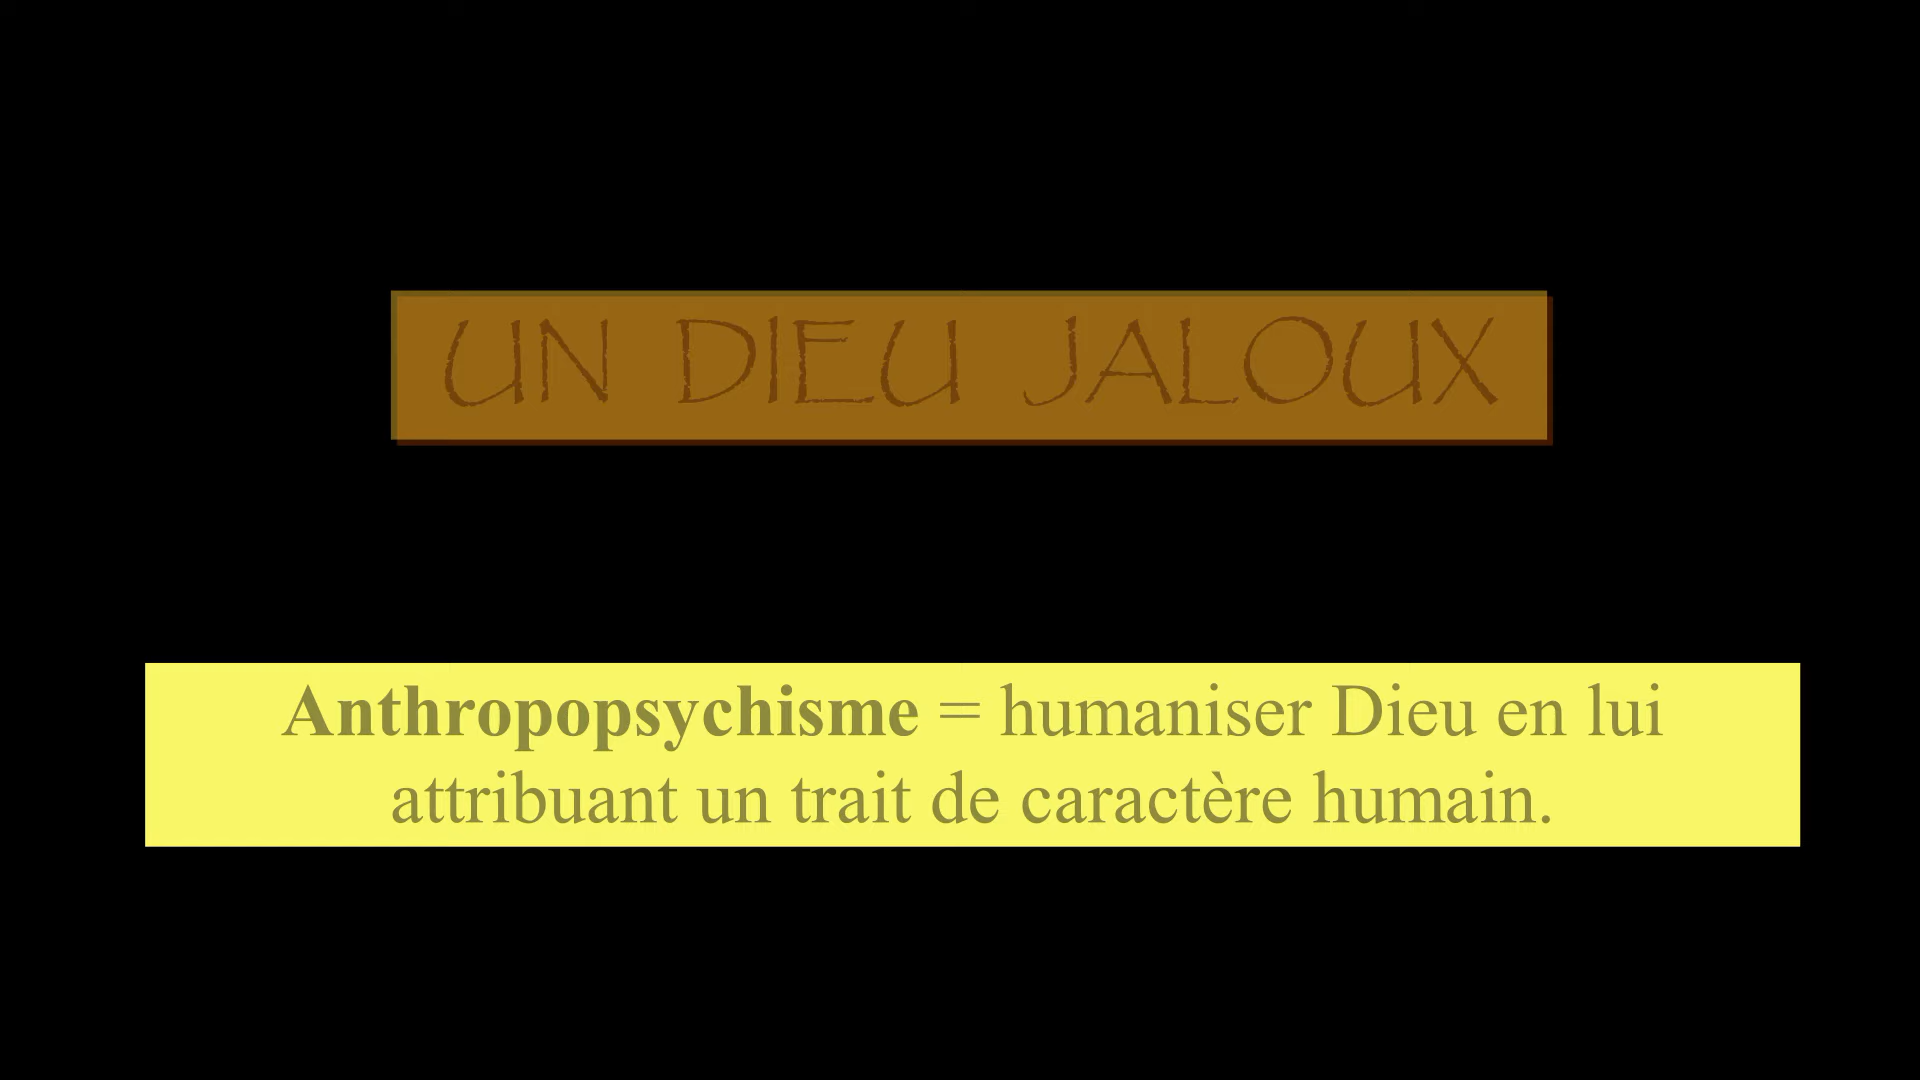 UN DIEU JALOUX
Anthropopsychisme = humaniser Dieu en lui
attribuant un trait de caractère humain.